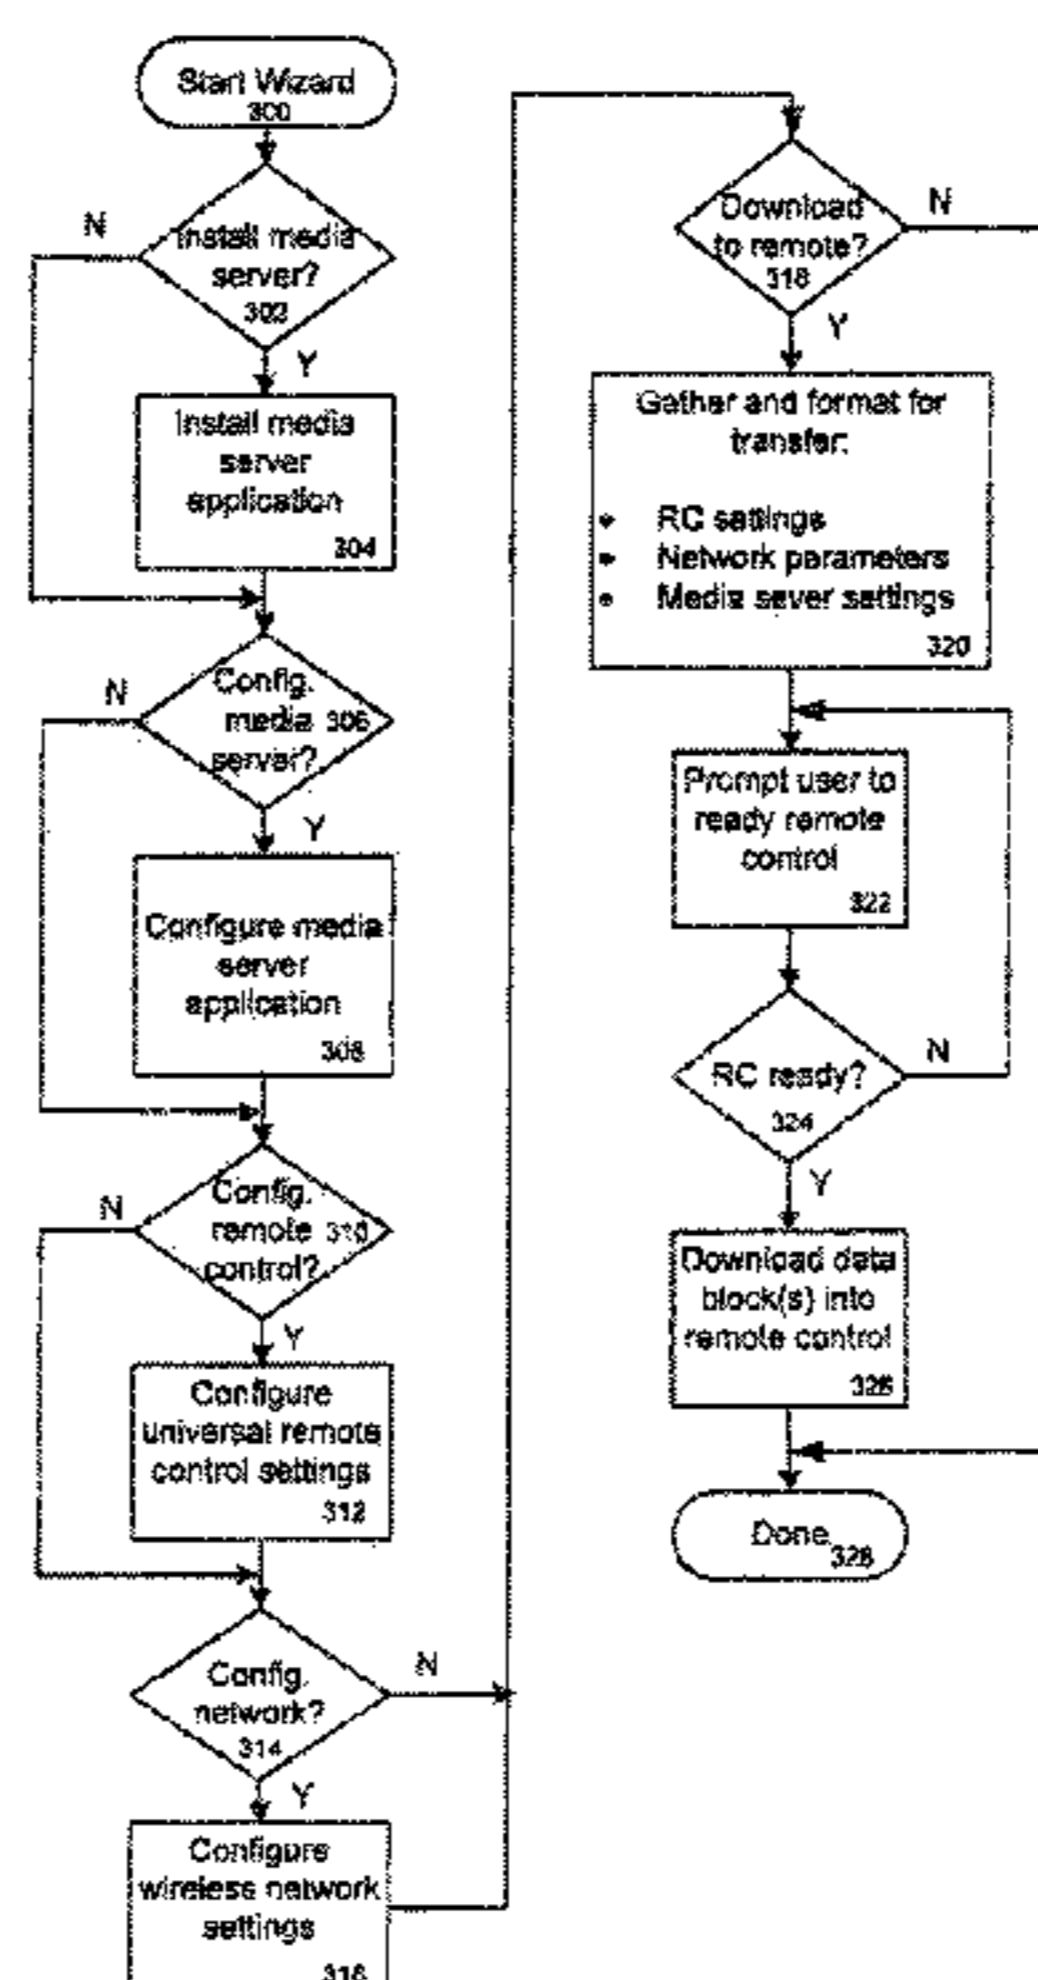 Start Wizard
300
N
Install media
server?
302
Y
Install media
server
application
304
N
Config.
media 306
server?
Y
Configure media
server
application
308
N
Config.
remote 310
control?
Y
Configure
universal remote
control settings
312
Config.
network?
314
N
Y
Configure
wireless network
settings
316
Download
to remote?
318
N
Y
Gather and format for
transfer:
• RC settings
• Network parameters
• Media sever settings
320
Prompt user to
ready remote
control
322
RC ready?
324
N
Y
Download data
block(s) into
remote control
326
Done
328